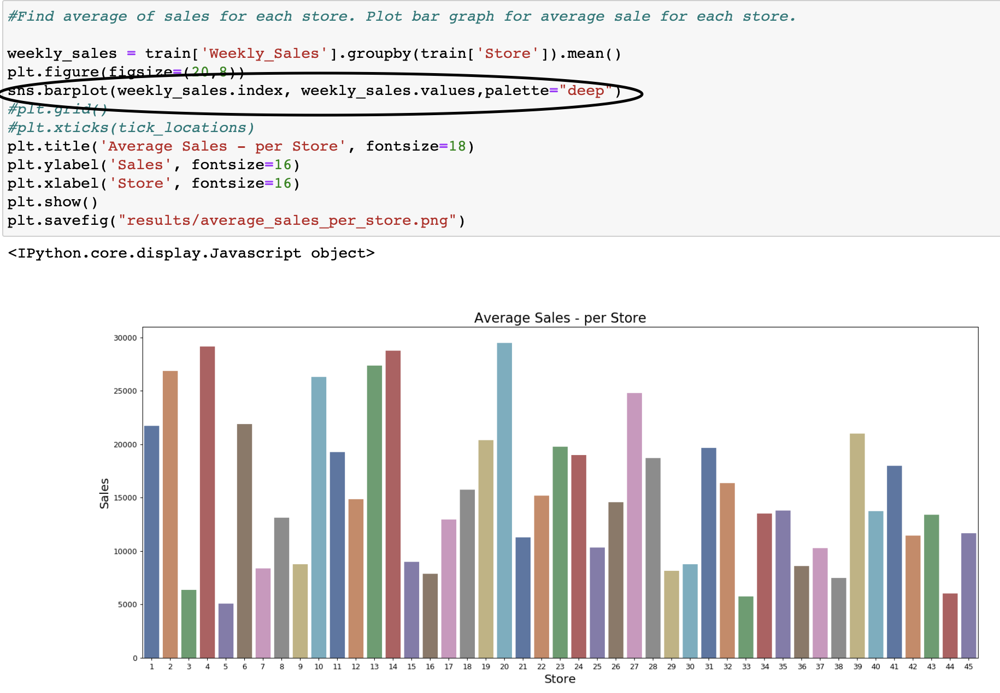 #Find average of sales for each store. Plot bar graph for average sale for each store.
weekly_sales = train['Weekly_Sales'].groupby(train['Store']).mean()
plt.figure(figsize=(20,8))
sns.barplot(weekly_sales.index, weekly_sales.values,palette="deep")
#plt.grid()
#plt.xticks(tick_locations)
plt.title('Average Sales - per Store', fontsize=18)
plt.ylabel('Sales', fontsize=16)
plt.xlabel('Store', fontsize=16)
plt.show()
plt.savefig("results/average_sales_per_store.png")
<IPython.core.display.Javascript object>
Average Sales - per Store
30000
25000
20000
15000
10000
5000
0
Sales
1 2 3 4 5 6 7 8 9 10 11 12 13 14 15 16 17 18 19 20 21 22 23 24 25 26 27 28 29 30 31 32 33 34 35 36 37 38 39 40 41 42 43 44 45
Store